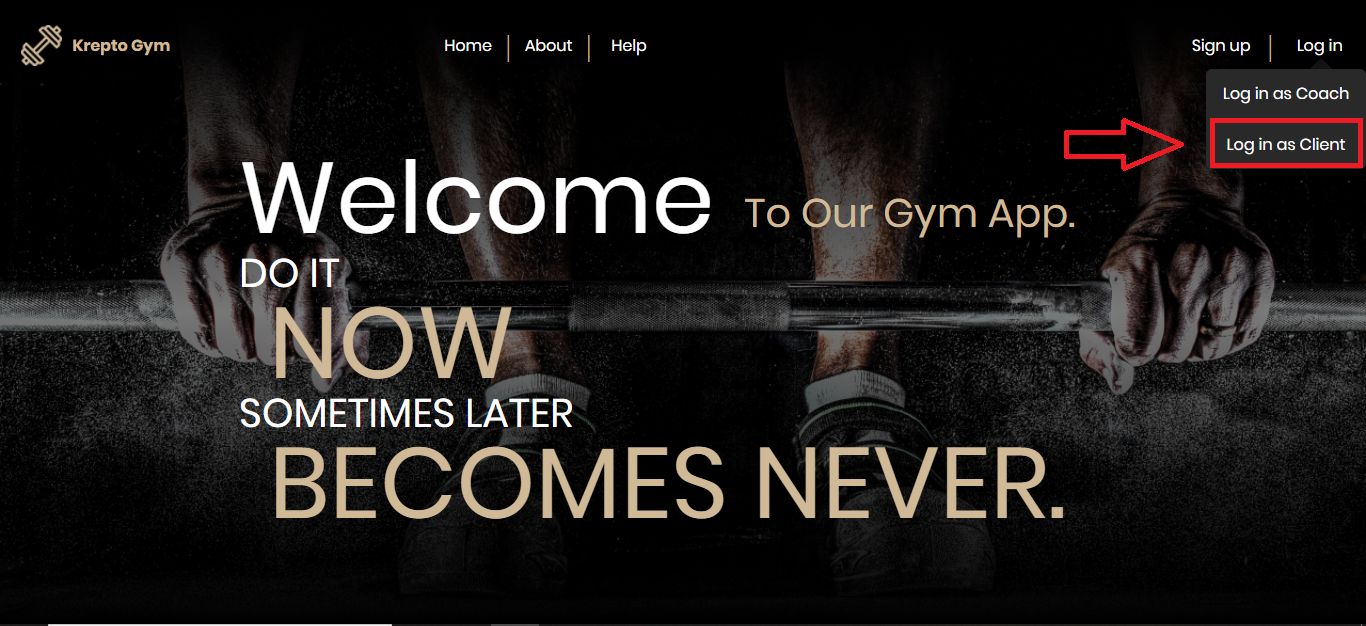 Krepto Gym
Home
About
Help
Sign up
Log in
Log in as Coach
Log in as Client
Welcome To Our Gym App.
DO IT
NOW
SOMETIMES LATER
BECOMES NEVER.